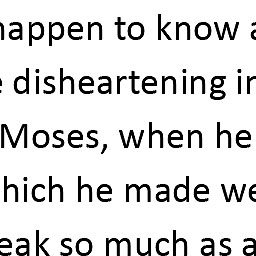 happen to know a
e disheartening in
Moses, when he
hich he made we
eak so much as a